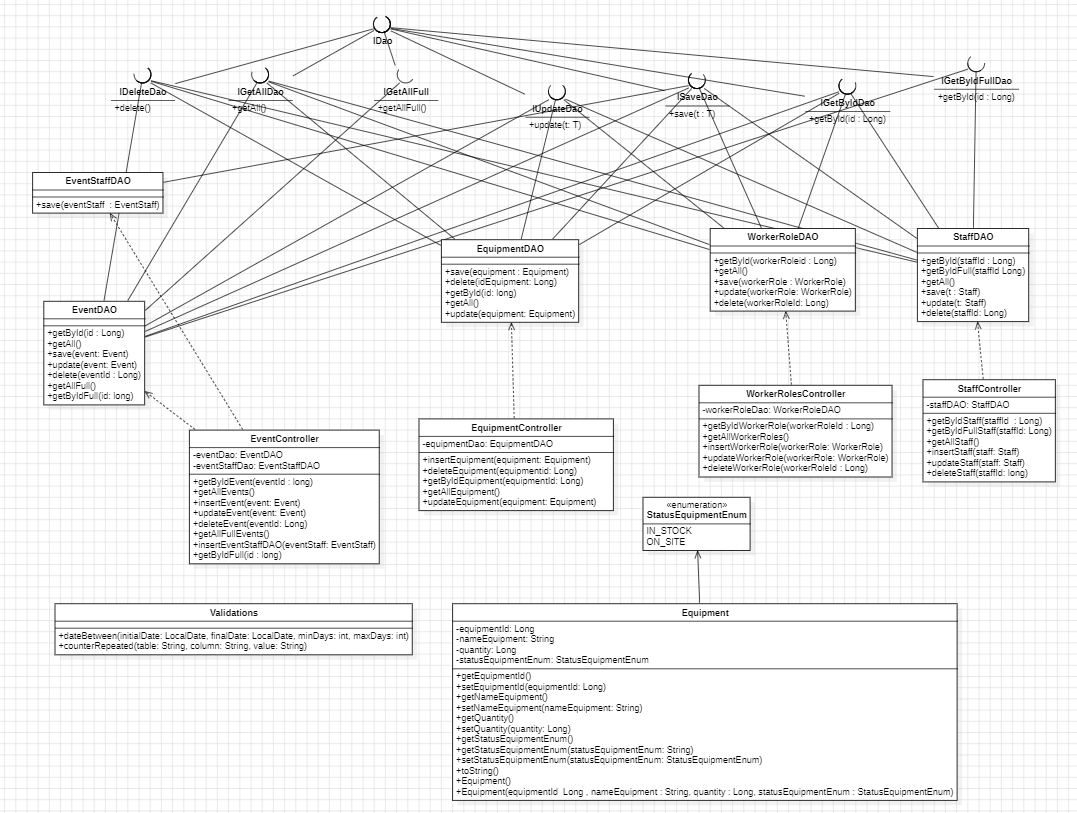 IDao
IDeleteDao
+delete()
IGetAllDao
+getAll()
IGetAllFull
+getAllFull()
IUpdateDao
+update(t: T)
ISaveDao
+save(t : T)
IGetByIdDao
+getById(id : Long)
IGetByIdFullDao
+getById(id : Long)
EventStaffDAO
+save(eventStaff : EventStaff)
EquipmentDAO
+save(equipment : Equipment)
+delete(idEquipment: Long)
+getById(id: long)
+getAll()
+update(equipment: Equipment)
WorkerRoleDAO
+getById(workerRoleid : Long)
+getAll()
+save(workerRole : WorkerRole)
+update(workerRole: WorkerRole)
+delete(workerRoleId: Long)
StaffDAO
+getById(staffId : Long)
+getByIdFull(staffId Long)
+getAll()
+save(t : Staff)
+update(t: Staff)
+delete(staffId: Long)
EventDAO
+getById(id : Long)
+getAll()
+save(event: Event)
+update(event: Event)
+delete(eventId : Long)
+getAllFull()
+getByIdFull(id: long)
EventController
-eventDao: EventDAO
-eventStaffDao: EventStaffDAO
+getByIdEvent(eventId : long)
+getAllEvents()
+insertEvent(event: Event)
+updateEvent(event: Event)
+deleteEvent(eventId: Long)
+getAllFullEvents()
+insertEventStaffDAO(eventStaff: EventStaff)
+getByIdFull(id : long)
EquipmentController
-equipmentDao: EquipmentDAO
+insertEquipment(equipment: Equipment)
+deleteEquipment(equipmentid: Long)
+getByIdEquipment(equipmentId: Long)
+getAllEquipment()
+updateEquipment(equipment: Equipment)
WorkerRolesController
-workerRoleDao: WorkerRoleDAO
+getByIdWorkerRole(workerRoleId : Long)
+getAllWorkerRoles()
+insertWorkerRole(workerRole: WorkerRole)
+updateWorkerRole(workerRole: WorkerRole)
+deleteWorkerRole(workerRoleId : Long)
StaffController
-staffDAO: StaffDAO
+getByIdStaff(staffId : Long)
+getByIdFullStaff(staffId: Long)
+getAllStaff()
+insertStaff(staff: Staff)
+updateStaff(staff: Staff)
+deleteStaff(staffId: long)
«enumeration»
StatusEquipmentEnum
IN_STOCK
ON_SITE
Validations
+dateBetween(initialDate: LocalDate, finalDate: LocalDate, minDays: int, maxDays: int)
+counterRepeated(table: String, column: String, value: String)
Equipment
-equipmentId: Long
-nameEquipment: String
-quantity: Long
-statusEquipmentEnum: StatusEquipmentEnum
+getEquipmentId()
+setEquipmentId(equipmentId: Long)
+getNameEquipment()
+setNameEquipment(nameEquipment: String)
+getQuantity()
+setQuantity(quantity: Long)
+getStatusEquipmentEnum()
+getStatusEquipmentEnum(statusEquipmentEnum: String)
+setStatusEquipmentEnum(statusEquipmentEnum: StatusEquipmentEnum)
+toString()
+Equipment()
+Equipment(equipmentId Long , nameEquipment : String, quantity : Long, statusEquipmentEnum : StatusEquipmentEnum)